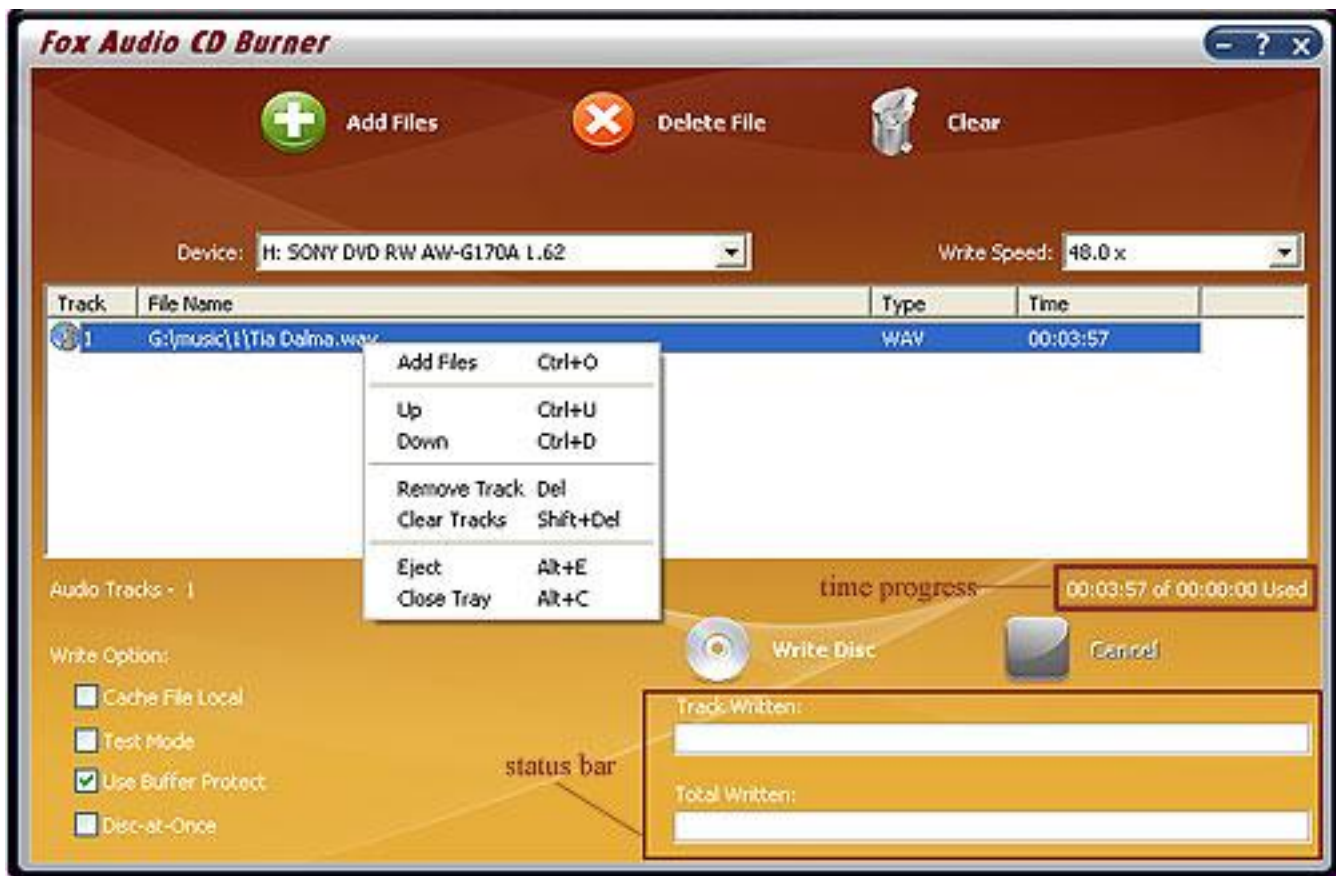 Fox Audio CD Burner
Add Files Delete File Clear
Device: H: SONY DVD RW AW-G170A 1.62 Write Speed: 48.0 x
Track File Name Type Time
1 G:\music\1\Tia Dalma.wav WAV 00:03:57
Add Files Ctrl+O
Up Ctrl+U
Down Ctrl+D
Remove Track Del
Clear Tracks Shift+Del
Eject Alt+E
Close Tray Alt+C
Audio Tracks - 1 time progress 00:03:57 of 00:00:00 Used
Write Disc Cancel
Write Option:
Cache File Local
Test Mode
Use Buffer Protect
Disc-at-Once
status bar
Track Written:
Total Written: